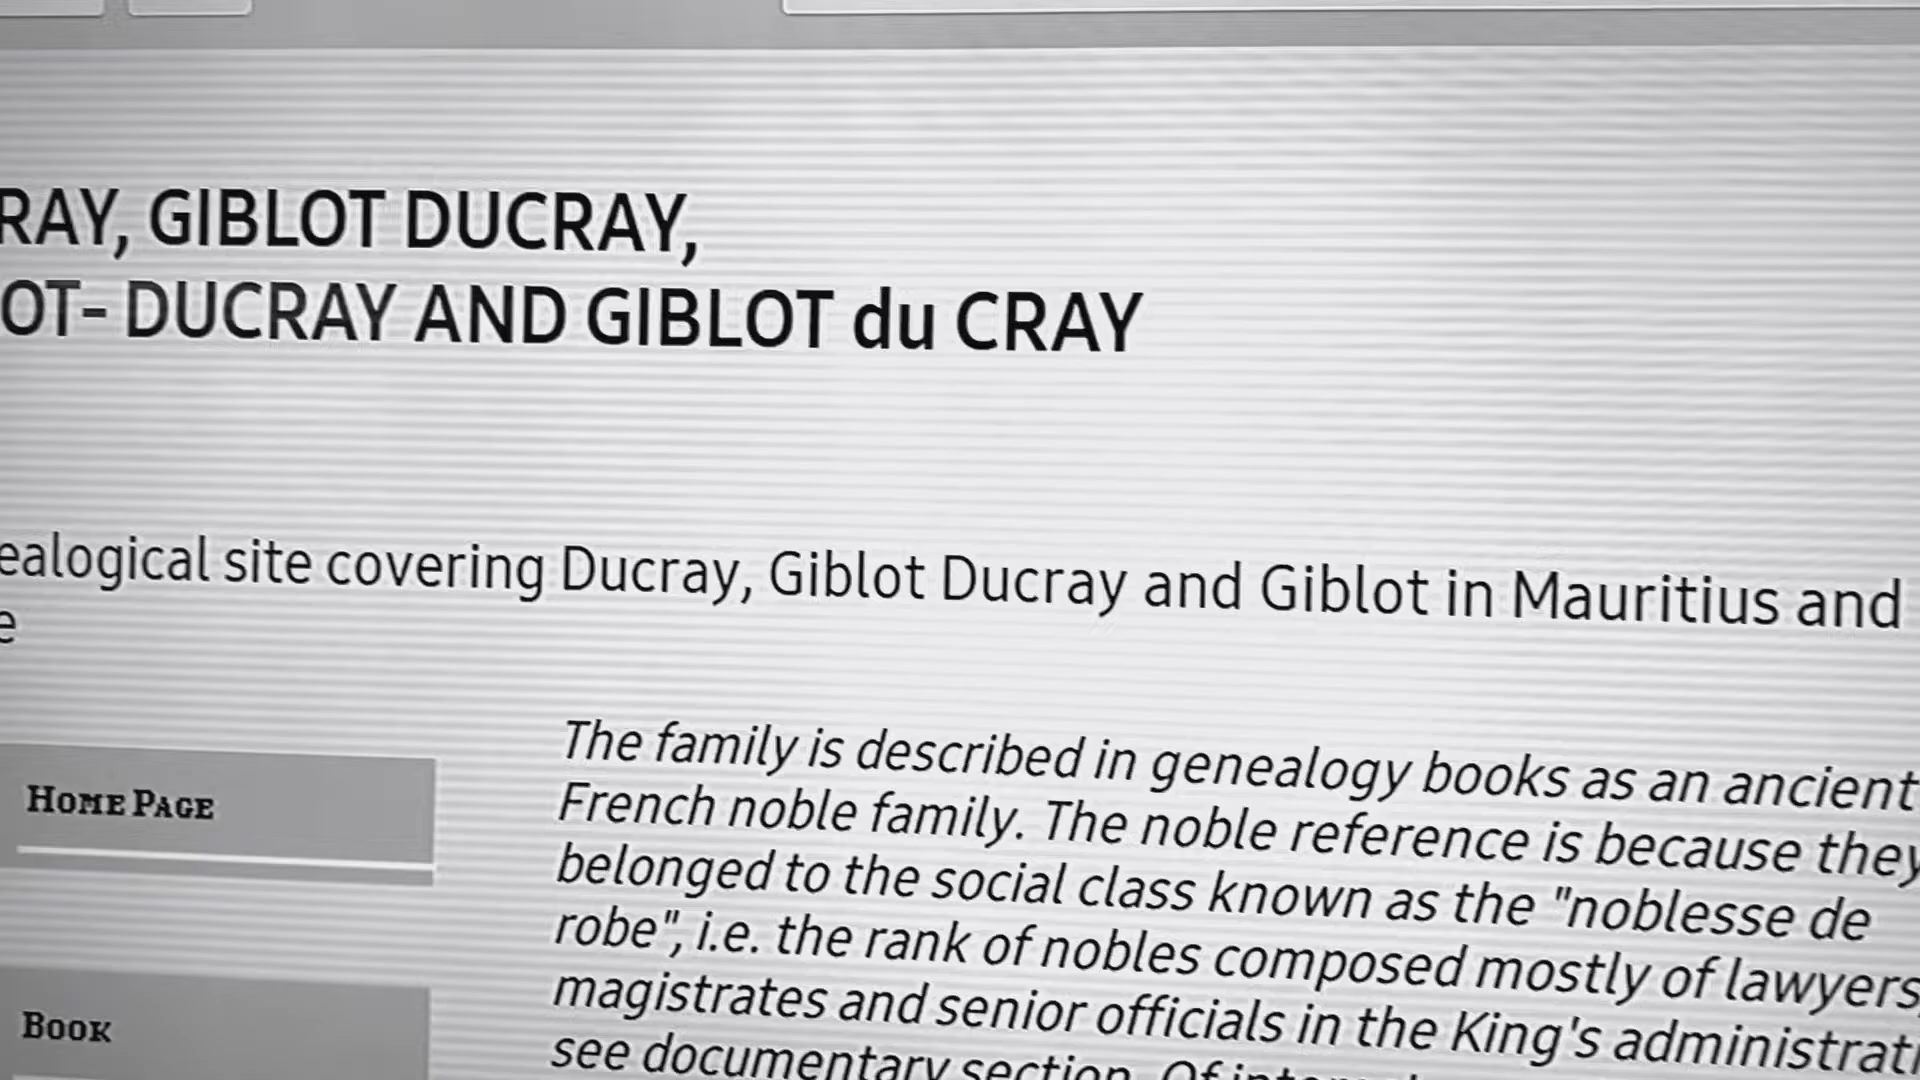 RAY, GIBLOT DUCRAY,
OT- DUCRAY AND GIBLOT du CRAY
ealogical site covering Ducray, Giblot Ducray and Giblot in Mauritius and
e
The family is described in genealogy books as an ancient
French noble family. The noble reference is because they
belonged to the social class known as the "noblesse de
robe", i.e. the rank of nobles composed mostly of lawyers,
magistrates and senior officials in the King's administrati
see documentary section. Of
HOME PAGE
BOOK